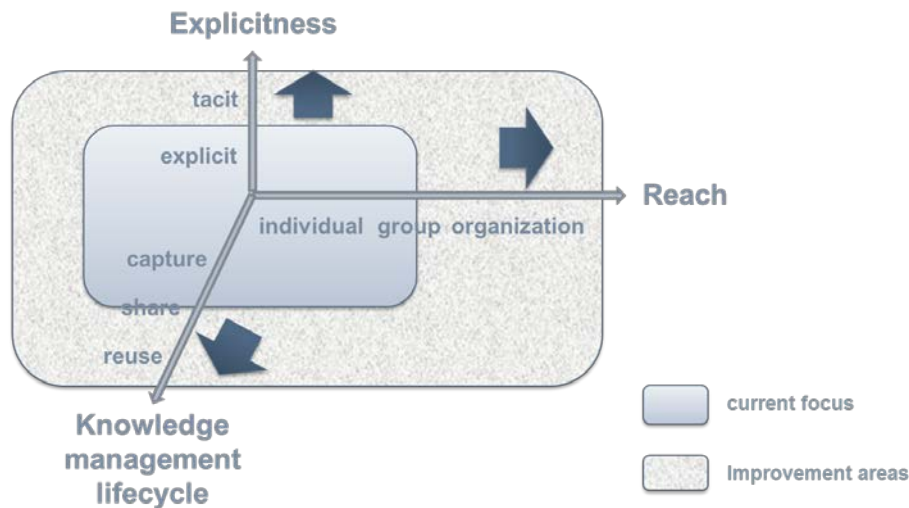 Explicitness
tacit
explicit
Reach
individual group organization
capture
share
reuse
Knowledge
management
lifecycle
current focus
Improvement areas